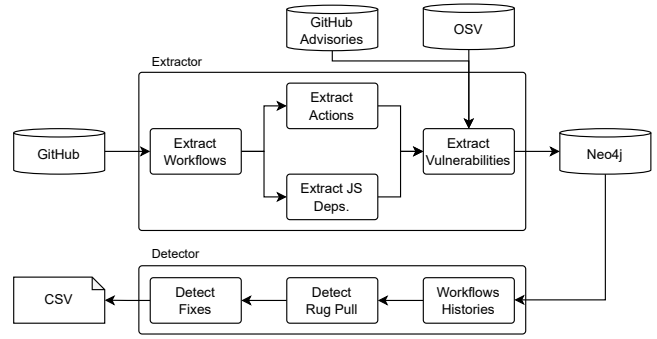 GitHub
Advisories
OSV
Extractor
GitHub
Extract
Workflows
Extract
Actions
Extract JS
Deps.
Extract
Vulnerabilities
Neo4j
Detector
CSV
Detect
Fixes
Detect
Rug Pull
Workflows
Histories